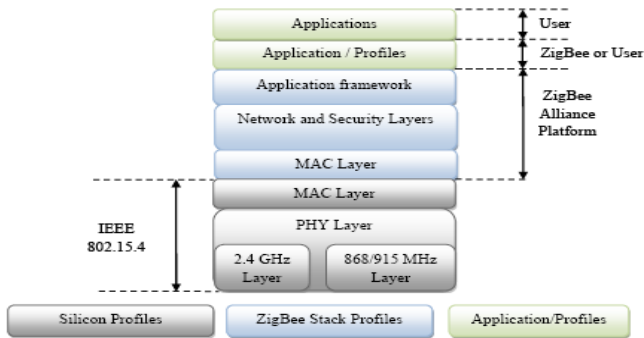 Applications
User
Application / Profiles
ZigBee or User
Application framework
ZigBee
Alliance
Platform
Network and Security Layers
MAC Layer
MAC Layer
IEEE
802.15.4
PHY Layer
2.4 GHz
Layer
868/915 MHz
Layer
Silicon Profiles
ZigBee Stack Profiles
Application/Profiles